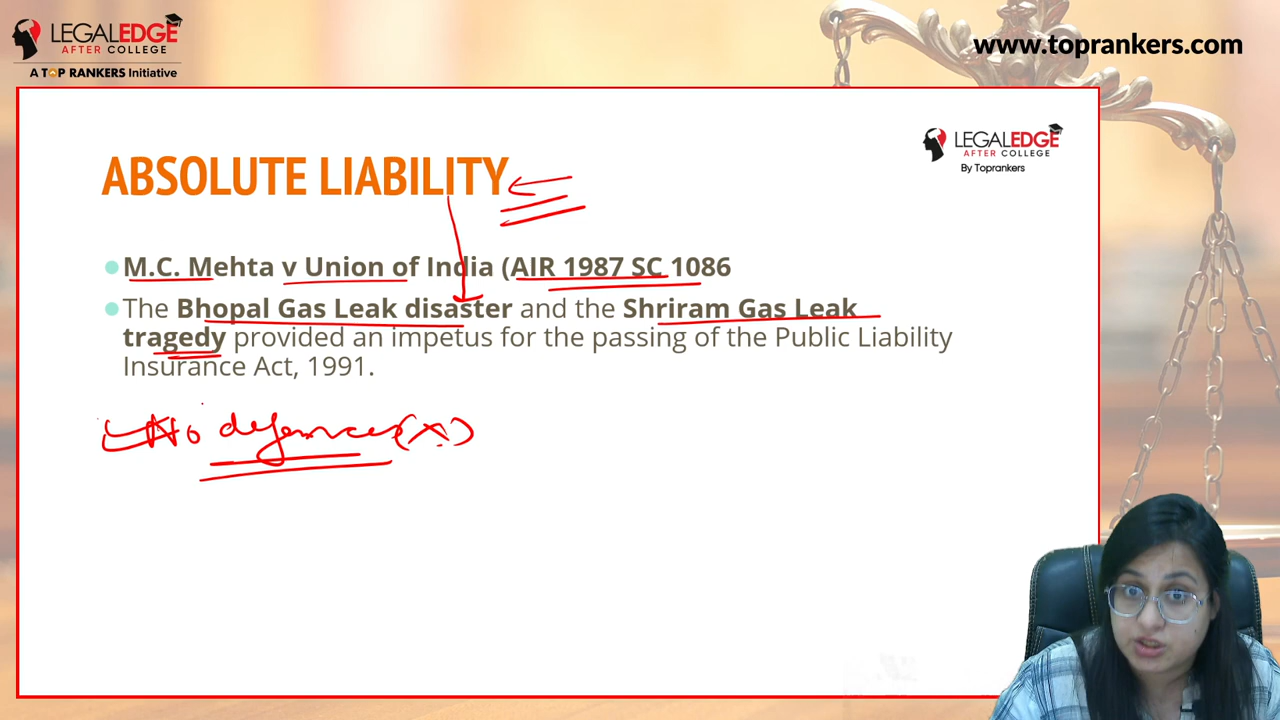 LEGALEDGE
AFTER COLLEGE
A TOP RANKERS Initiative
www.toprankers.com
LEGALEDGE
AFTER COLLEGE
By Toprankers
ABSOLUTE LIABILITY
M.C. Mehta v Union of India (AIR 1987 SC 1086
The Bhopal Gas Leak disaster and the Shriram Gas Leak
tragedy provided an impetus for the passing of the Public Liability
Insurance Act, 1991.
No defences (X)